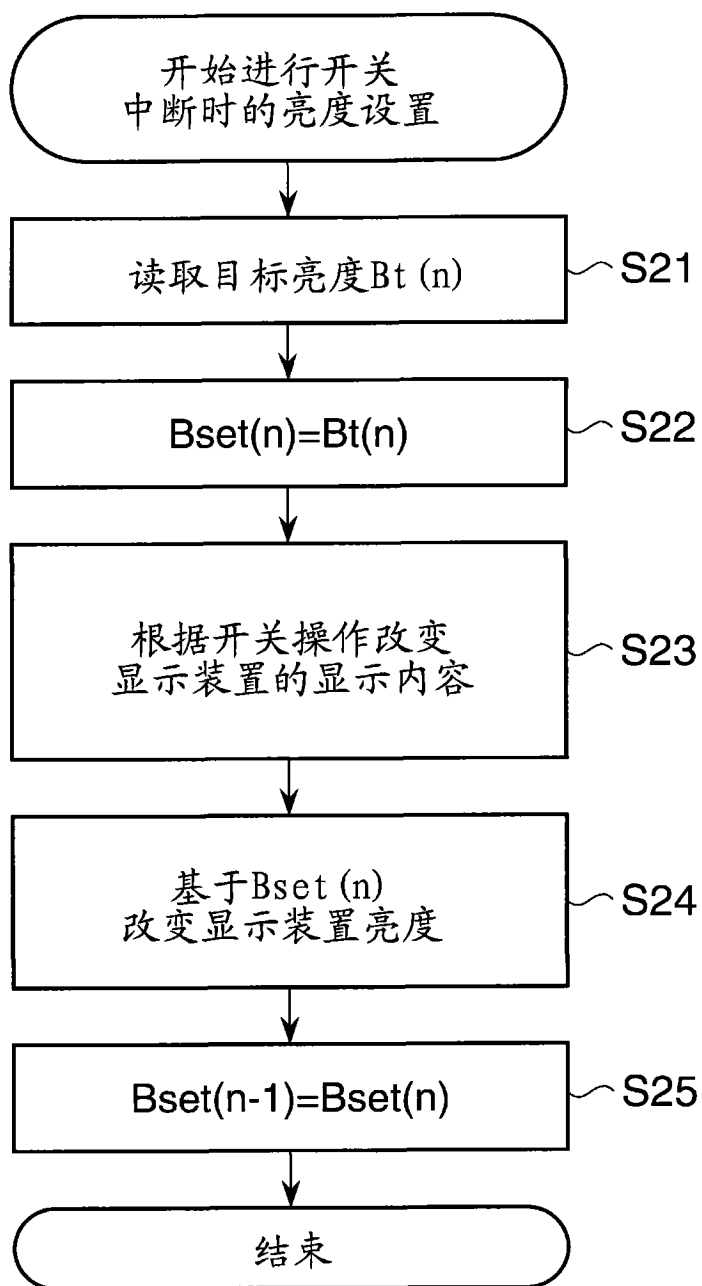 开始进行开关
中断时的亮度设置
读取目标亮度Bt(n)
S21
Bset(n)=Bt(n)
S22
根据开关操作改变
显示装置的显示内容
S23
基于Bset(n)
改变显示装置亮度
S24
Bset(n-1)=Bset(n)
S25
结束